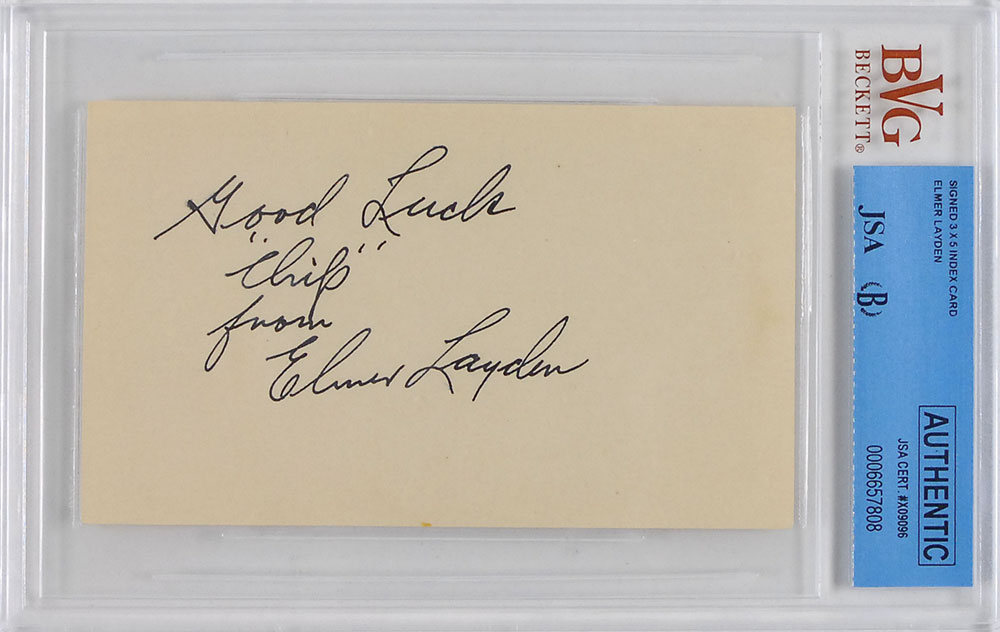 Good Luck
"Chip"
from
Elmer Layden
BVG
BECKETT®
SIGNED 3 X 5 INDEX CARD
ELMER LAYDEN
JSA (B)
AUTHENTIC
JSA CERT. #X09096
0006657808